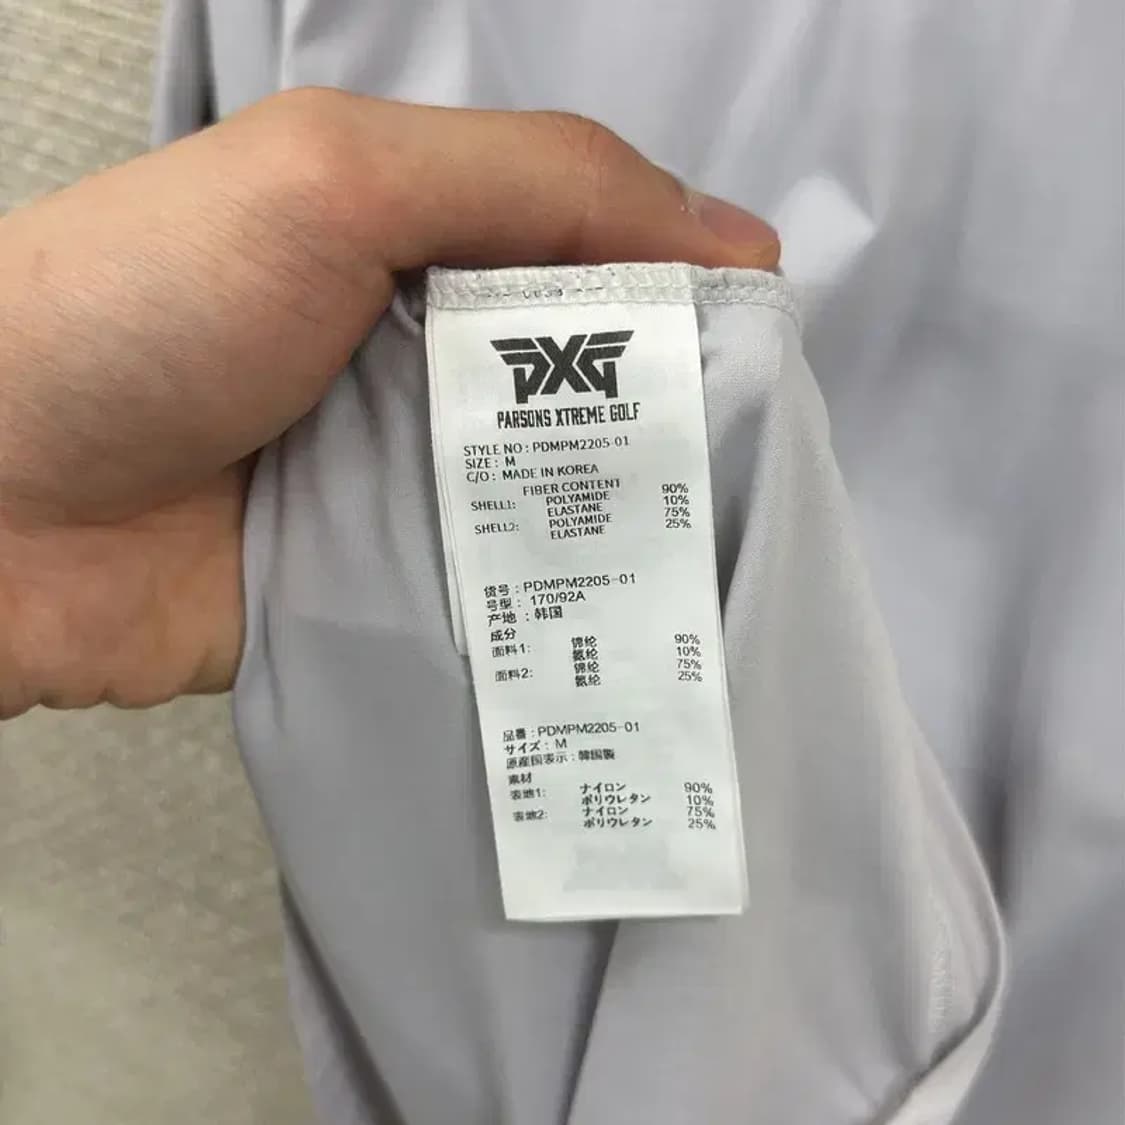 PXG
PARSONS XTREME GOLF
STYLE NO : PDMPM2205-01
SIZE : M
C/O : MADE IN KOREA
FIBER CONTENT
SHELL1: POLYAMIDE 90%
ELASTANE 10%
SHELL2: POLYAMIDE 75%
ELASTANE 25%
货号 : PDMPM2205-01
号型 : 170/92A
产地 : 韩国
成分
面料1: 锦纶 90%
氨纶 10%
面料2: 锦纶 75%
氨纶 25%
品番 : PDMPM2205-01
サイズ : M
原産国表示 : 韓国製
素材
表地1: ナイロン 90%
ポリウレタン 10%
表地2: ナイロン 75%
ポリウレタン 25%